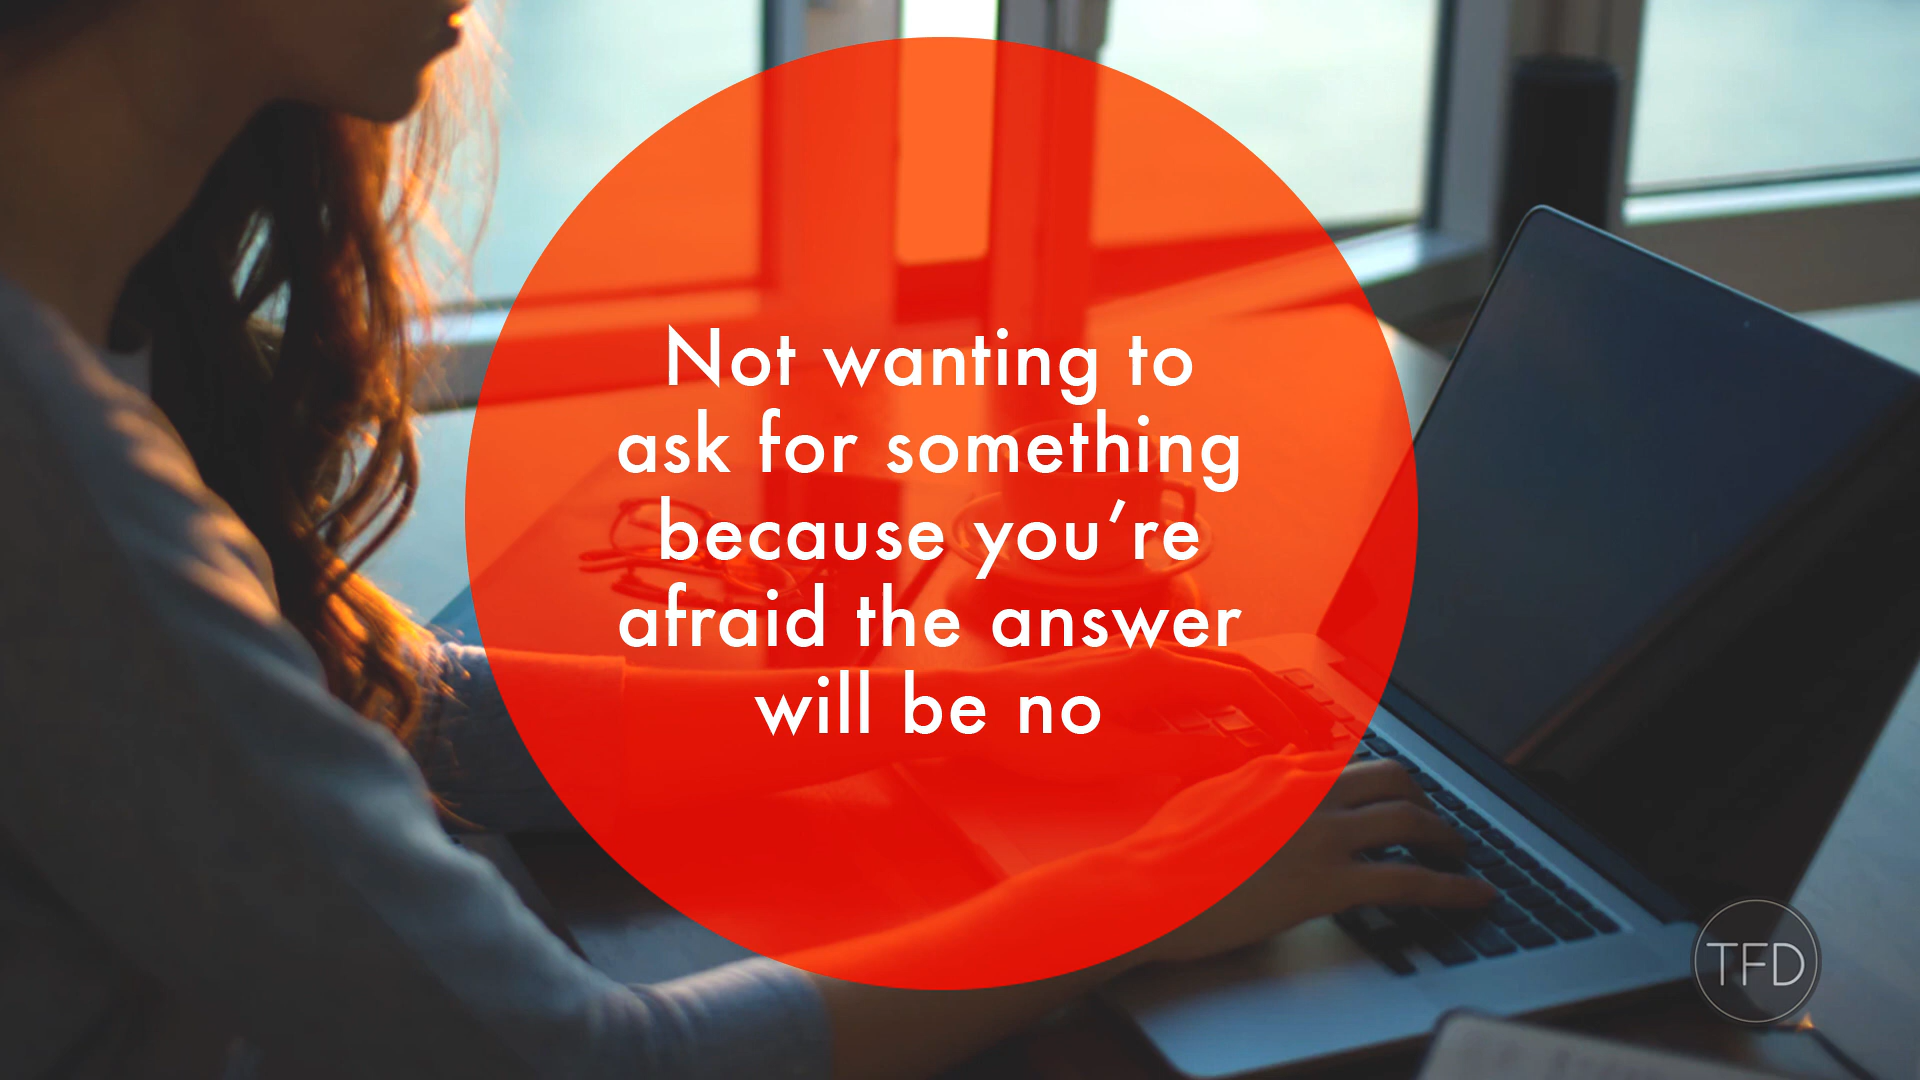 Not wanting to
ask for something
because you're
afraid the answer
will be no
TFD